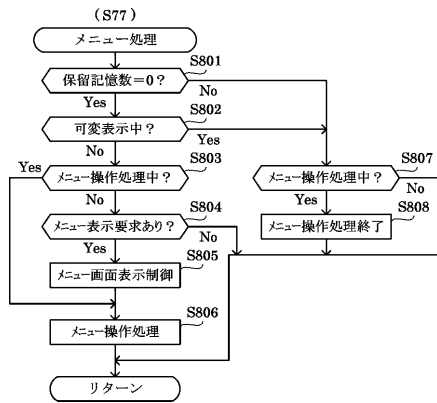 (S77)
メニュー処理
保留記憶数=0?
S801
Yes
No
可変表示中?
S802
Yes
No
メニュー操作処理中?
S803
Yes
No
メニュー操作処理中?
S807
No
Yes
メニュー表示要求あり?
S804
No
Yes
メニュー操作処理終了
S808
メニュー画面表示制御
S805
メニュー操作処理
S806
リターン